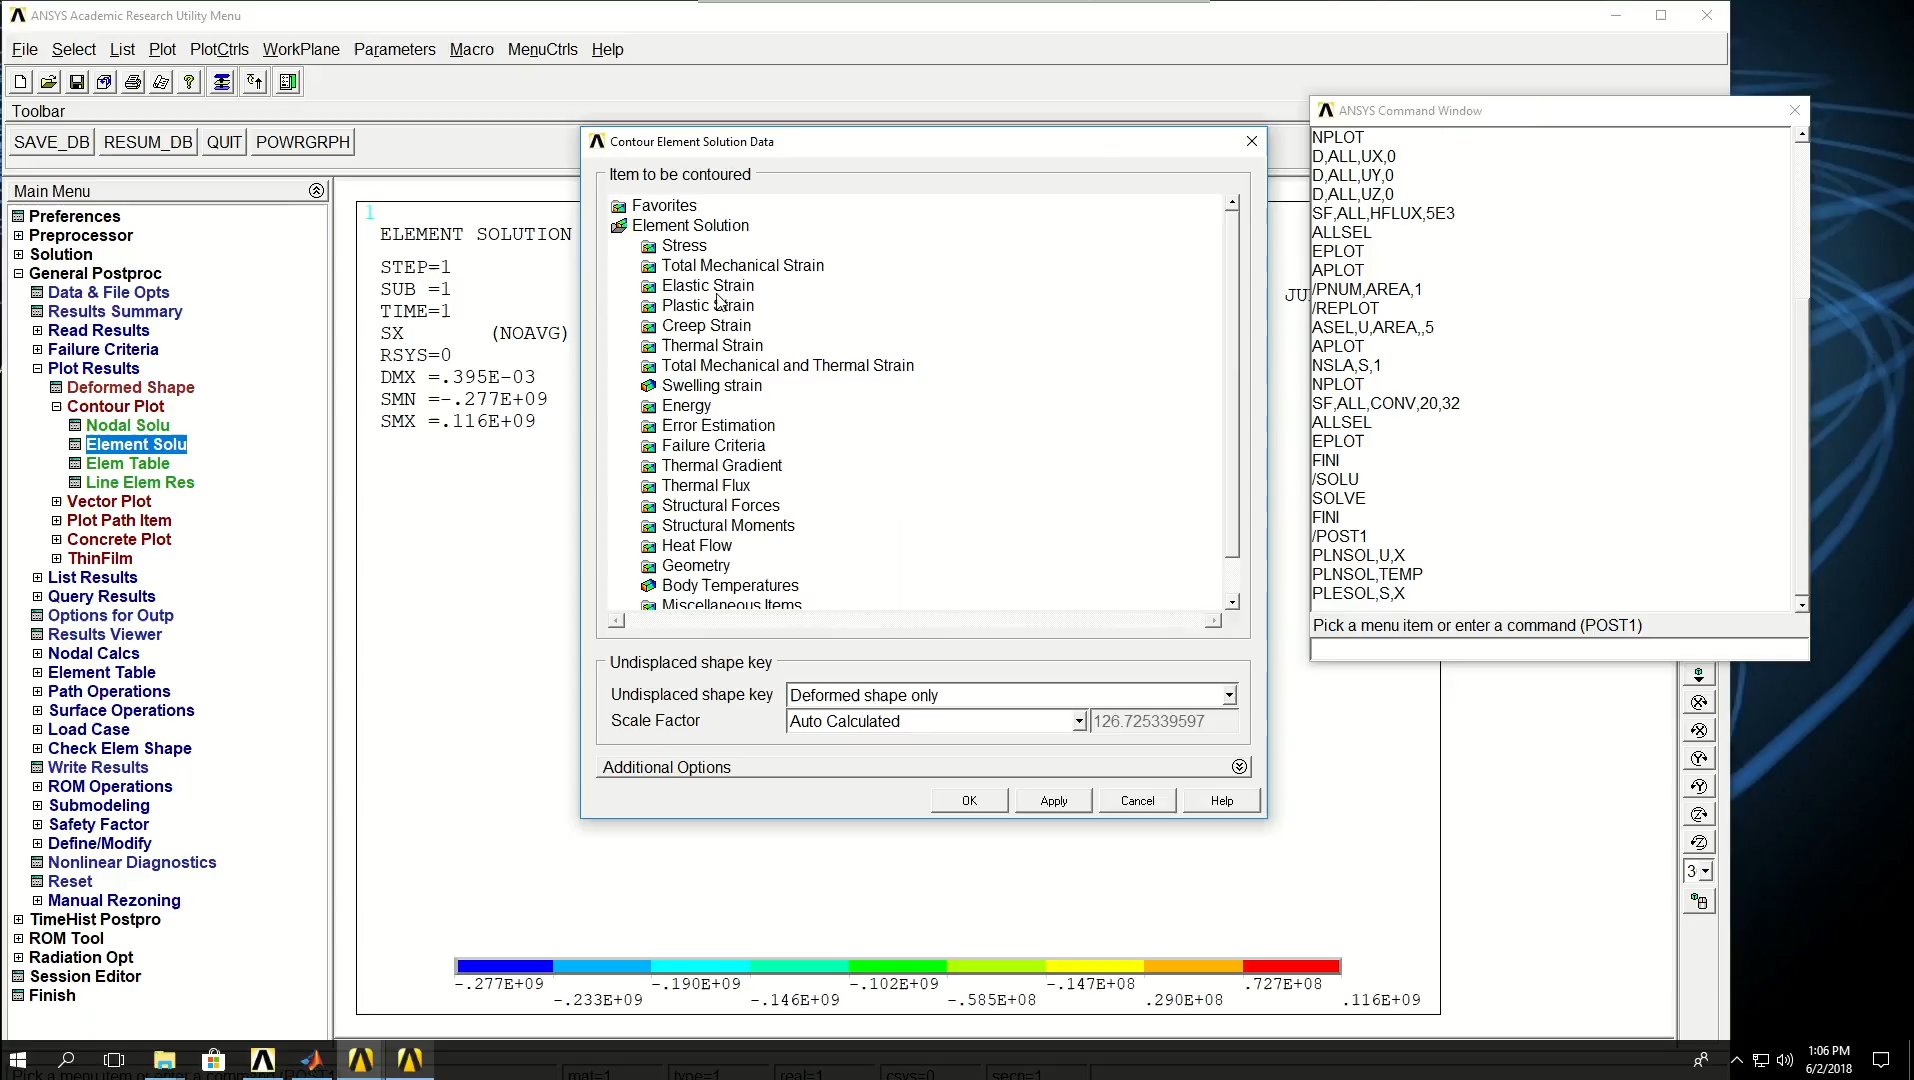 ANSYS Academic Research Utility Menu
File Select List Plot PlotCtrls WorkPlane Parameters Macro MenuCtrls Help
Toolbar
SAVE_DB RESUM_DB QUIT POWRGRPH
Main Menu
Preferences
Preprocessor
Solution
General Postproc
Data & File Opts
Results Summary
Read Results
Failure Criteria
Plot Results
Deformed Shape
Contour Plot
Nodal Solu
Element Solu
Elem Table
Line Elem Res
Vector Plot
Plot Path Item
Concrete Plot
ThinFilm
List Results
Query Results
Options for Outp
Results Viewer
Nodal Calcs
Element Table
Path Operations
Surface Operations
Load Case
Check Elem Shape
Write Results
ROM Operations
Submodeling
Safety Factor
Define/Modify
Nonlinear Diagnostics
Reset
Manual Rezoning
TimeHist Postpro
ROM Tool
Radiation Opt
Session Editor
Finish
1
ELEMENT SOLUTION
STEP=1
SUB =1
TIME=1
SX (NOAVG)
RSYS=0
DMX =.395E-03
SMN =-.277E+09
SMX =.116E+09
Contour Element Solution Data
Item to be contoured
Favorites
Element Solution
Stress
Total Mechanical Strain
Elastic Strain
Plastic Strain
Creep Strain
Thermal Strain
Total Mechanical and Thermal Strain
Swelling strain
Energy
Error Estimation
Failure Criteria
Thermal Gradient
Thermal Flux
Structural Forces
Structural Moments
Heat Flow
Geometry
Body Temperatures
Miscellaneous Items
Undisplaced shape key
Undisplaced shape key Deformed shape only
Scale Factor Auto Calculated 126.725339597
Additional Options
OK Apply Cancel Help
ANSYS Command Window
NPLOT
D,ALL,UX,0
D,ALL,UY,0
D,ALL,UZ,0
SF,ALL,HFLUX,5E3
ALLSEL
EPLOT
APLOT
/PNUM,AREA,1
/REPLOT
ASEL,U,AREA,,5
APLOT
NSLA,S,1
NPLOT
SF,ALL,CONV,20,32
ALLSEL
EPLOT
FINI
/SOLU
SOLVE
FINI
/POST1
PLNSOL,U,X
PLNSOL,TEMP
PLESOL,S,X
Pick a menu item or enter a command (POST1)
3
-.277E+09 -.190E+09 -.102E+09 -.147E+08 .727E+08
-.233E+09 -.146E+09 -.585E+08 .290E+08 .116E+09
1:06 PM
6/2/2018